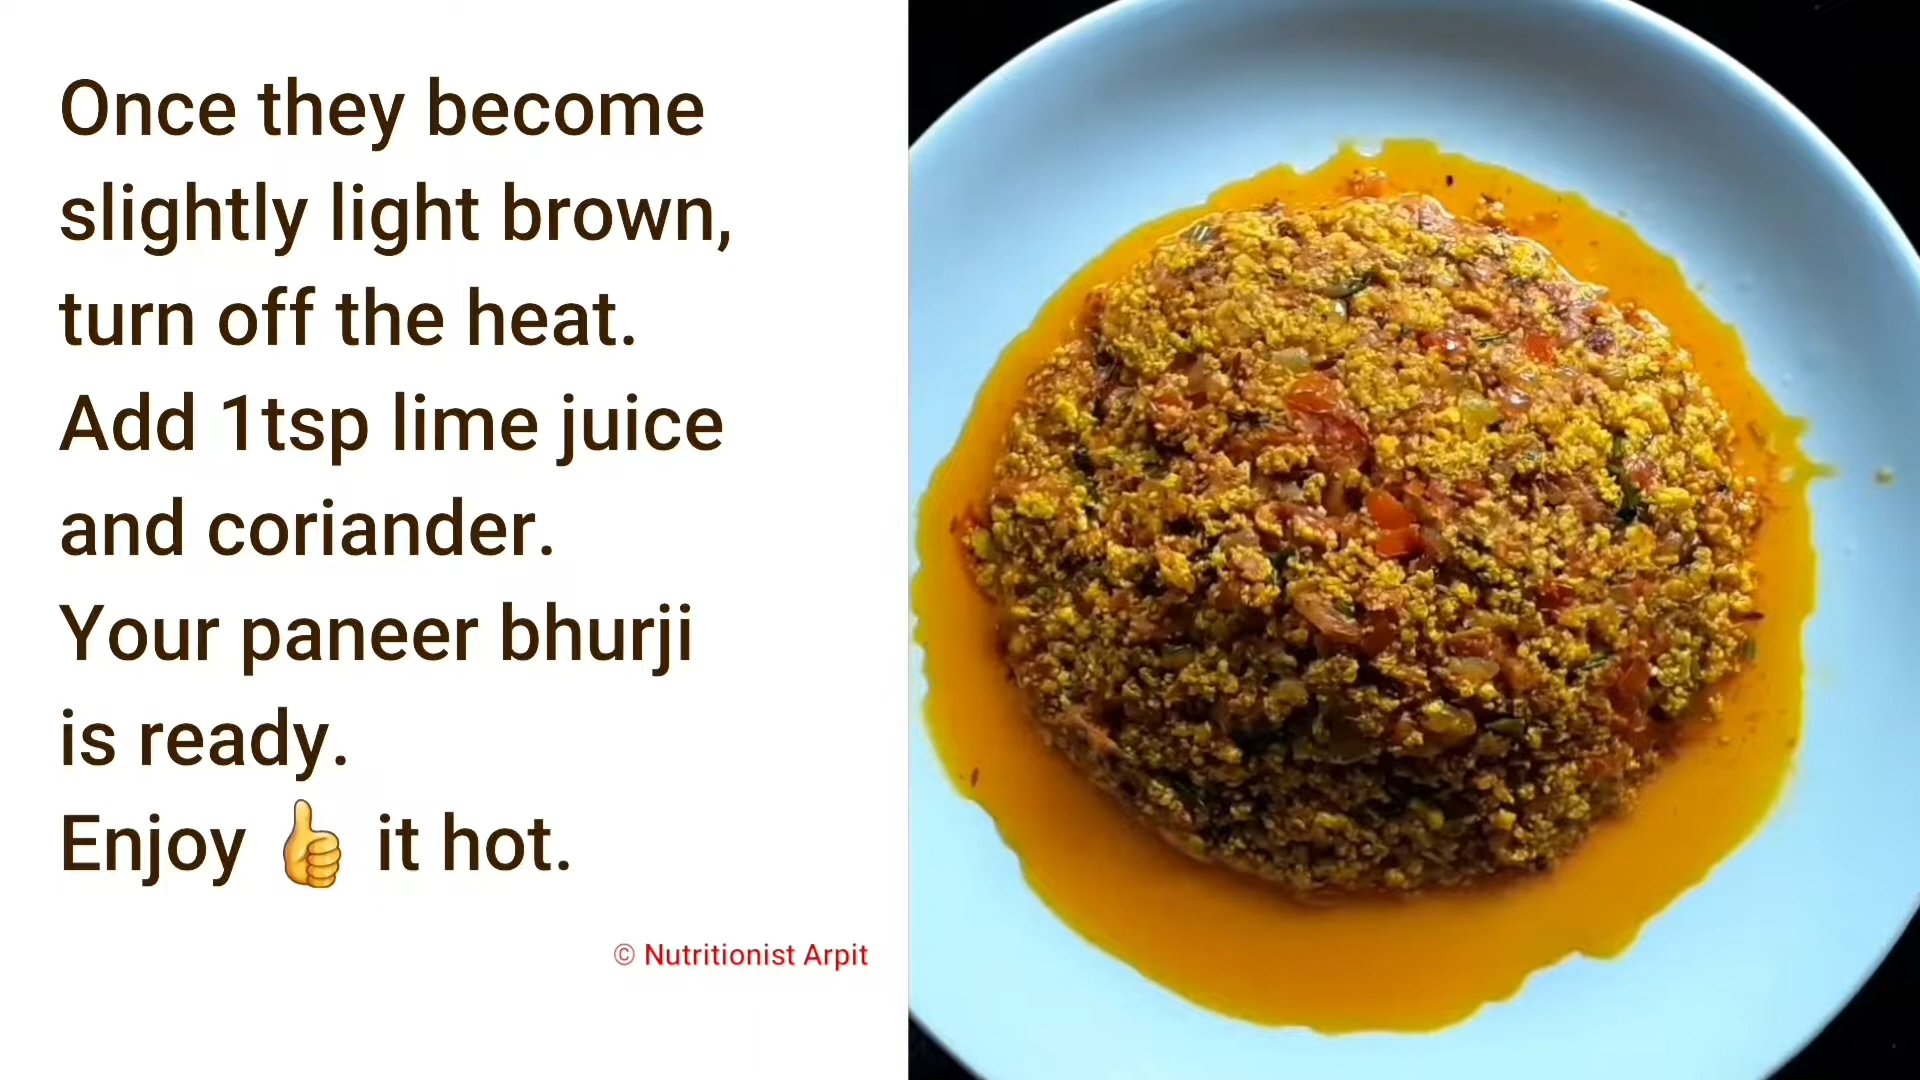 Once they become
slightly light brown,
turn off the heat.
Add 1tsp lime juice
and coriander.
Your paneer bhurji
is ready.
Enjoy 👍 it hot.
© Nutritionist Arpit